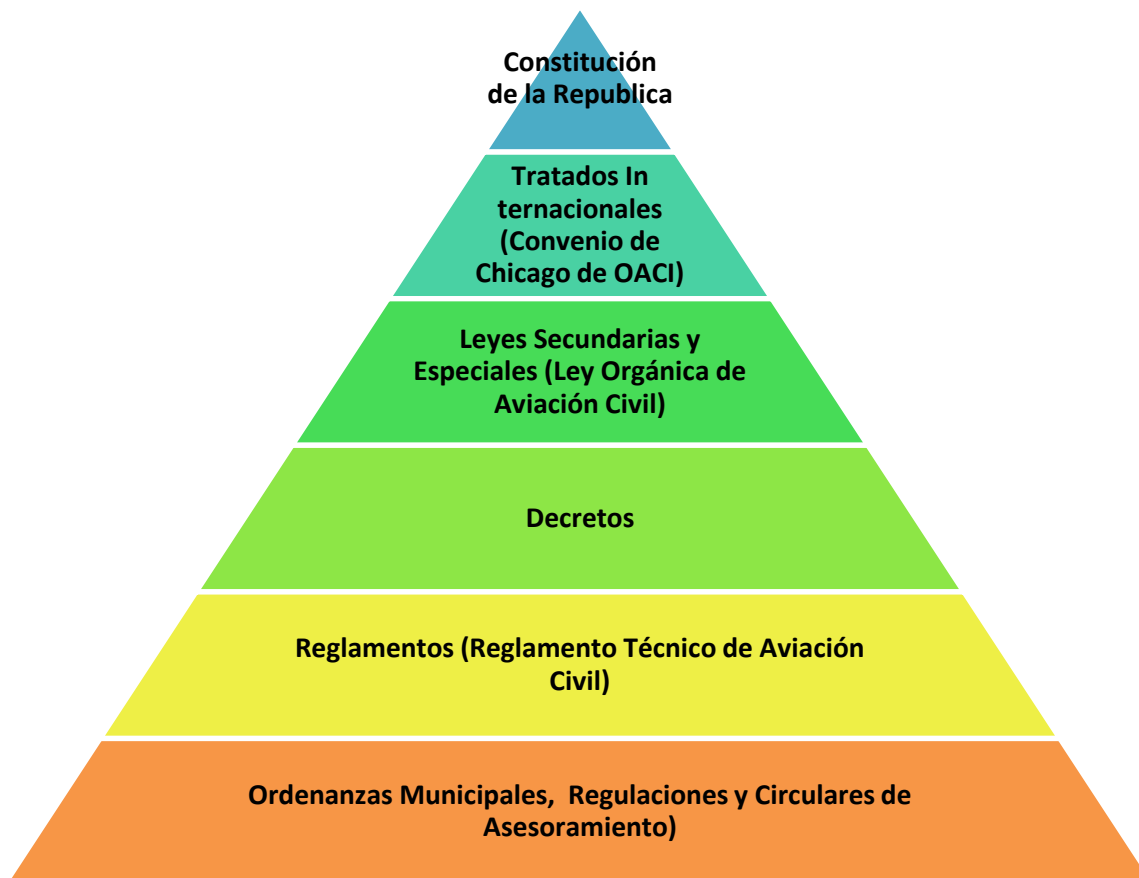 Constitución
de la Republica
Tratados In
ternacionales
(Convenio de
Chicago de OACI)
Leyes Secundarias y
Especiales (Ley Orgánica de
Aviación Civil)
Decretos
Reglamentos (Reglamento Técnico de Aviación
Civil)
Ordenanzas Municipales,  Regulaciones y Circulares de
Asesoramiento)